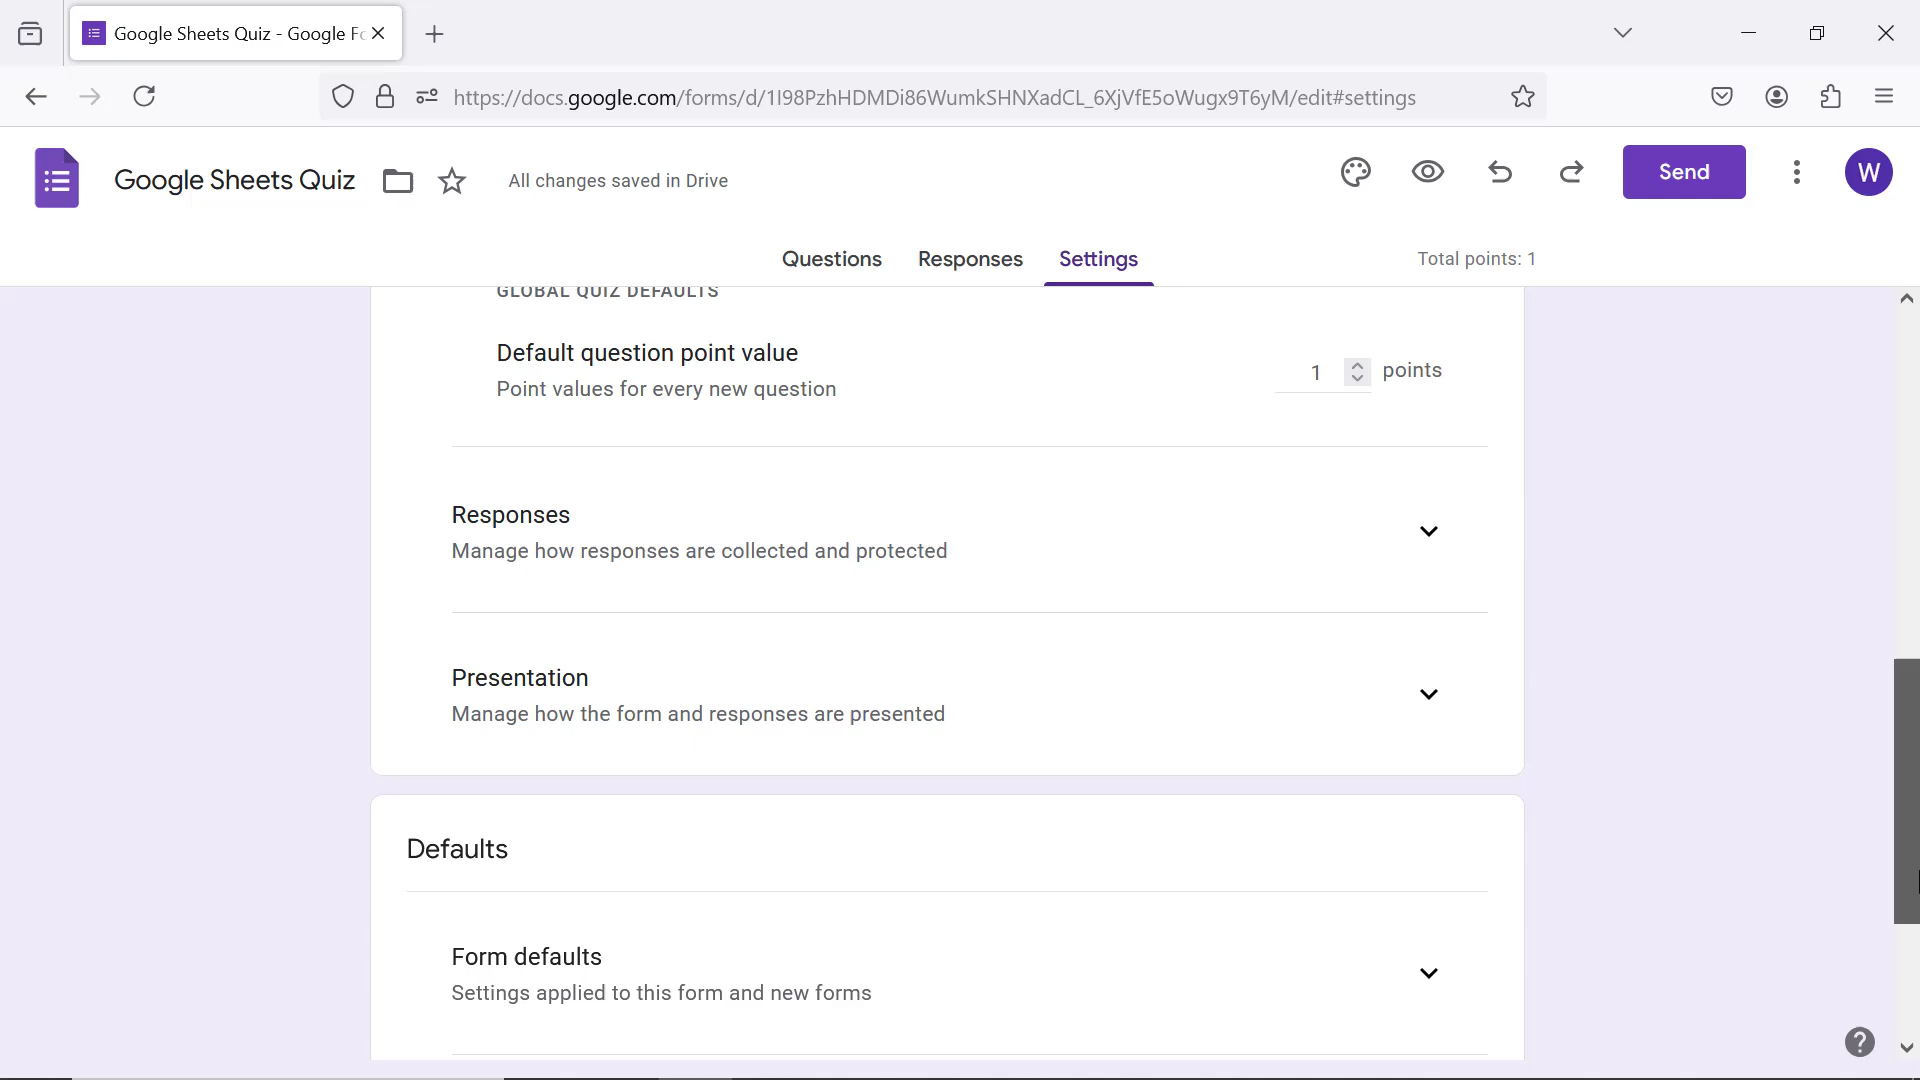 Google Sheets Quiz - Google Fo
https://docs.google.com/forms/d/1I98PzhHDMDi86WumkSHNXadCL_6XjVfE5oWugx9T6yM/edit#settings
Google Sheets Quiz
All changes saved in Drive
Send
W
Questions
Responses
Settings
Total points: 1
GLOBAL QUIZ DEFAULTS
Default question point value
Point values for every new question
1 points
Responses
Manage how responses are collected and protected
Presentation
Manage how the form and responses are presented
Defaults
Form defaults
Settings applied to this form and new forms
?